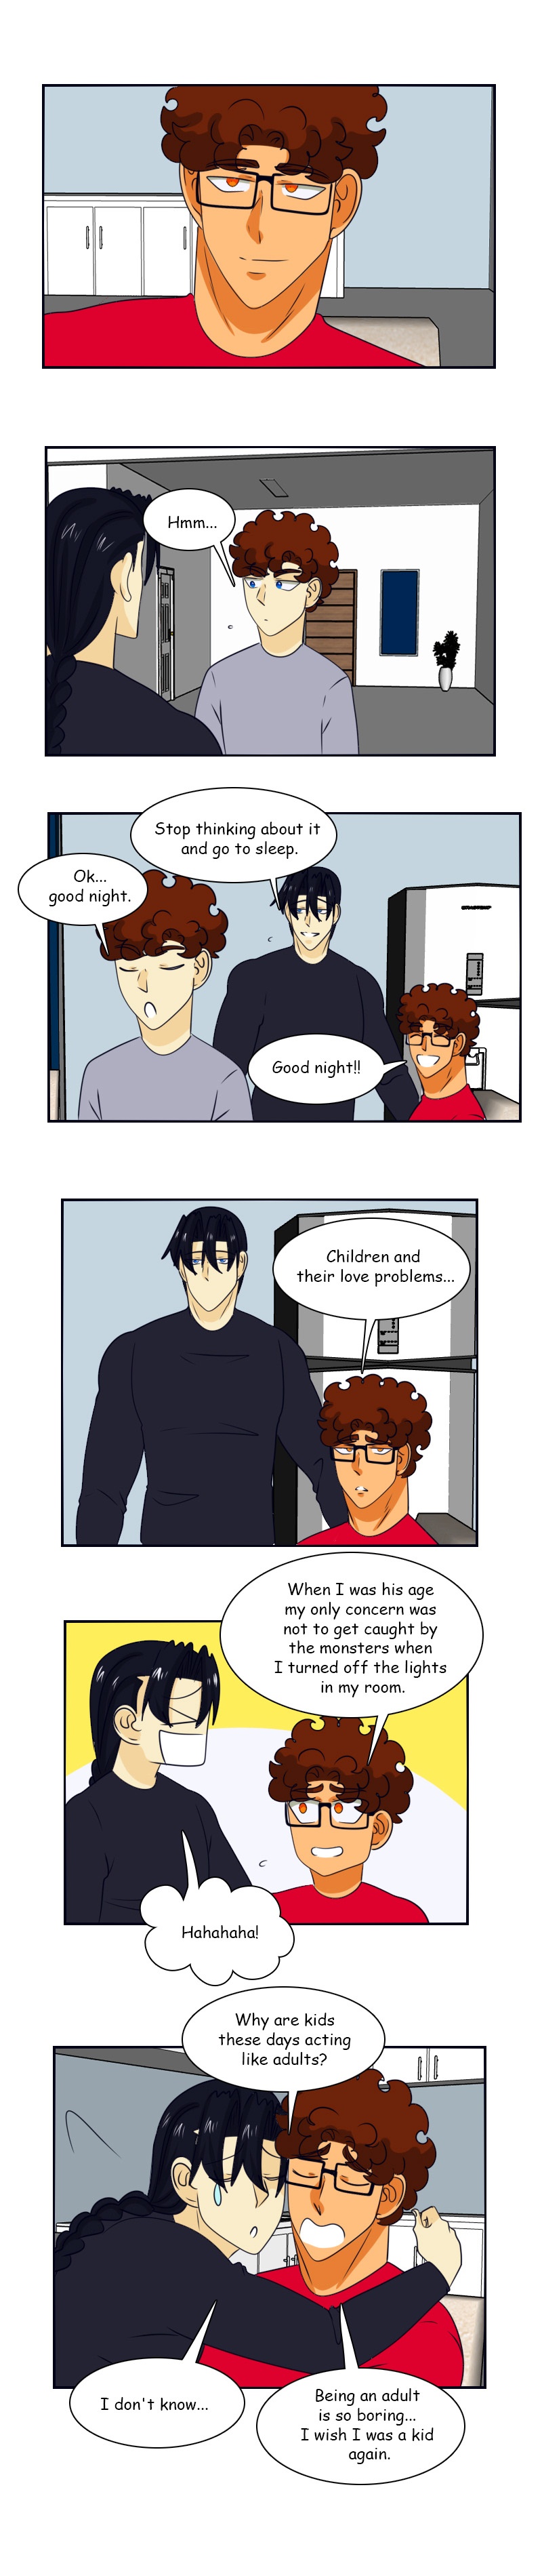 Hmm...
Stop thinking about it
and go to sleep.
Ok...
good night.
Good night!!
Children and
their love problems...
When I was his age
my only concern was
not to get caught by
the monsters when
I turned off the lights
in my room.
Hahahaha!
Why are kids
these days acting
like adults?
I don't know...
Being an adult
is so boring...
I wish I was a kid
again.